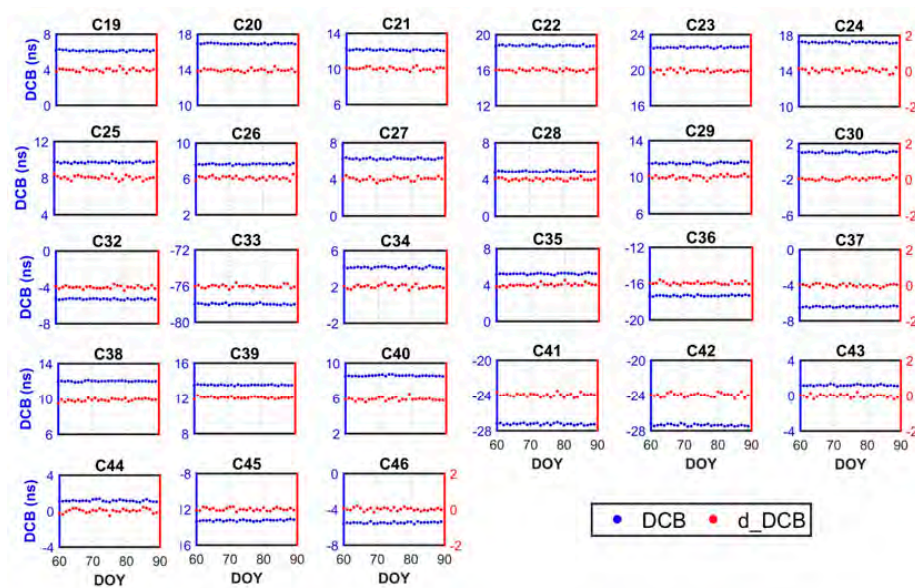 C19 C20 C21 C22 C23 C24
DCB (ns)
8 18 14 20 24 18 2
4 14 10 16 20 14 0
0 10 6 12 16 10 -2
C25 C26 C27 C28 C29 C30
DCB (ns)
12 10 8 8 14 2
8 6 4 4 10 -2
4 2 0 0 6 -6
C32 C33 C34 C35 C36 C37
DCB (ns)
0 -72 6 8 -12 0 2
-4 -76 2 4 -16 -4 0
-8 -80 -2 0 -20 -8 -2
C38 C39 C40 C41 C42 C43
DCB (ns)
14 16 10 -20 -20 4 2
10 12 6 -24 -24 0 0
6 8 2 -28 -28 -4 -2
60 70 80 90 60 70 80 90 60 70 80 90
DOY DOY DOY
C44 C45 C46
DCB (ns)
4 -8 0 2
0 12 -4 0
-4 16 -8 -2
60 70 80 90 60 70 80 90 60 70 80 90
DOY DOY DOY
DCB d_DCB